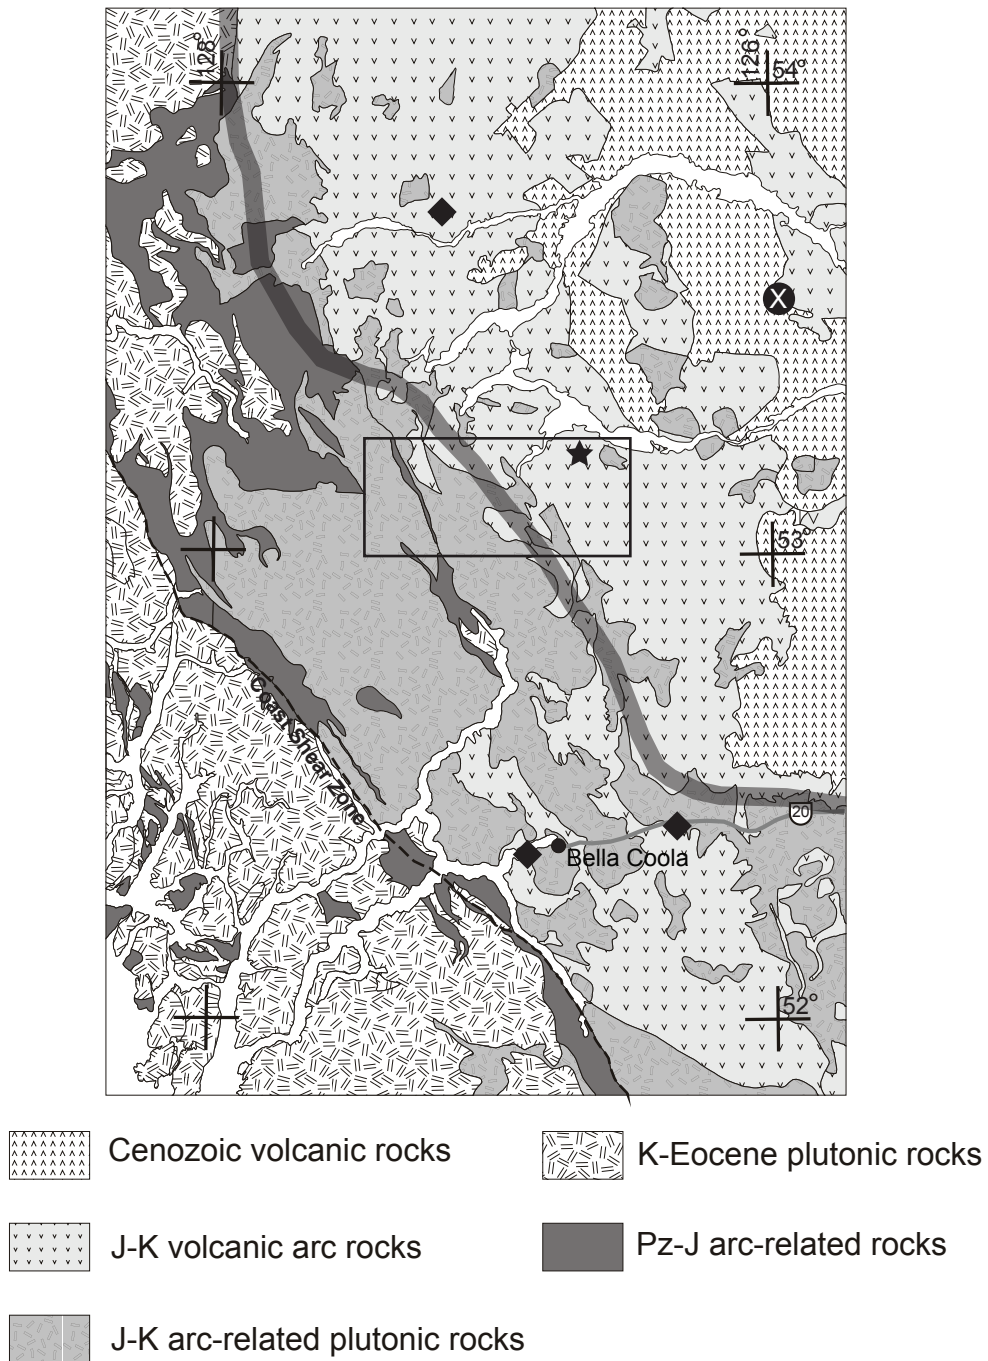 128°
126°
54°
X
53°
Coast Shear Zone
20
Bella Coola
52°
Cenozoic volcanic rocks
K-Eocene plutonic rocks
J-K volcanic arc rocks
Pz-J arc-related rocks
J-K arc-related plutonic rocks